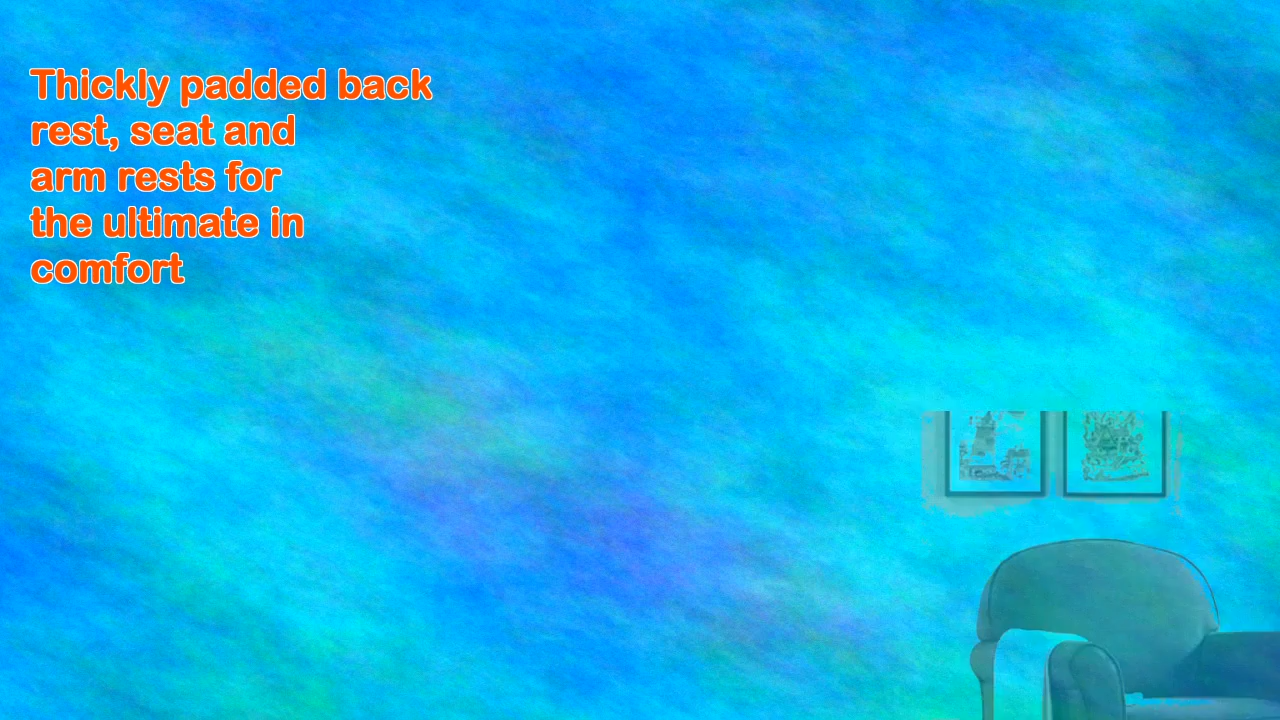 Thickly padded back
rest, seat and
arm rests for
the ultimate in
comfort